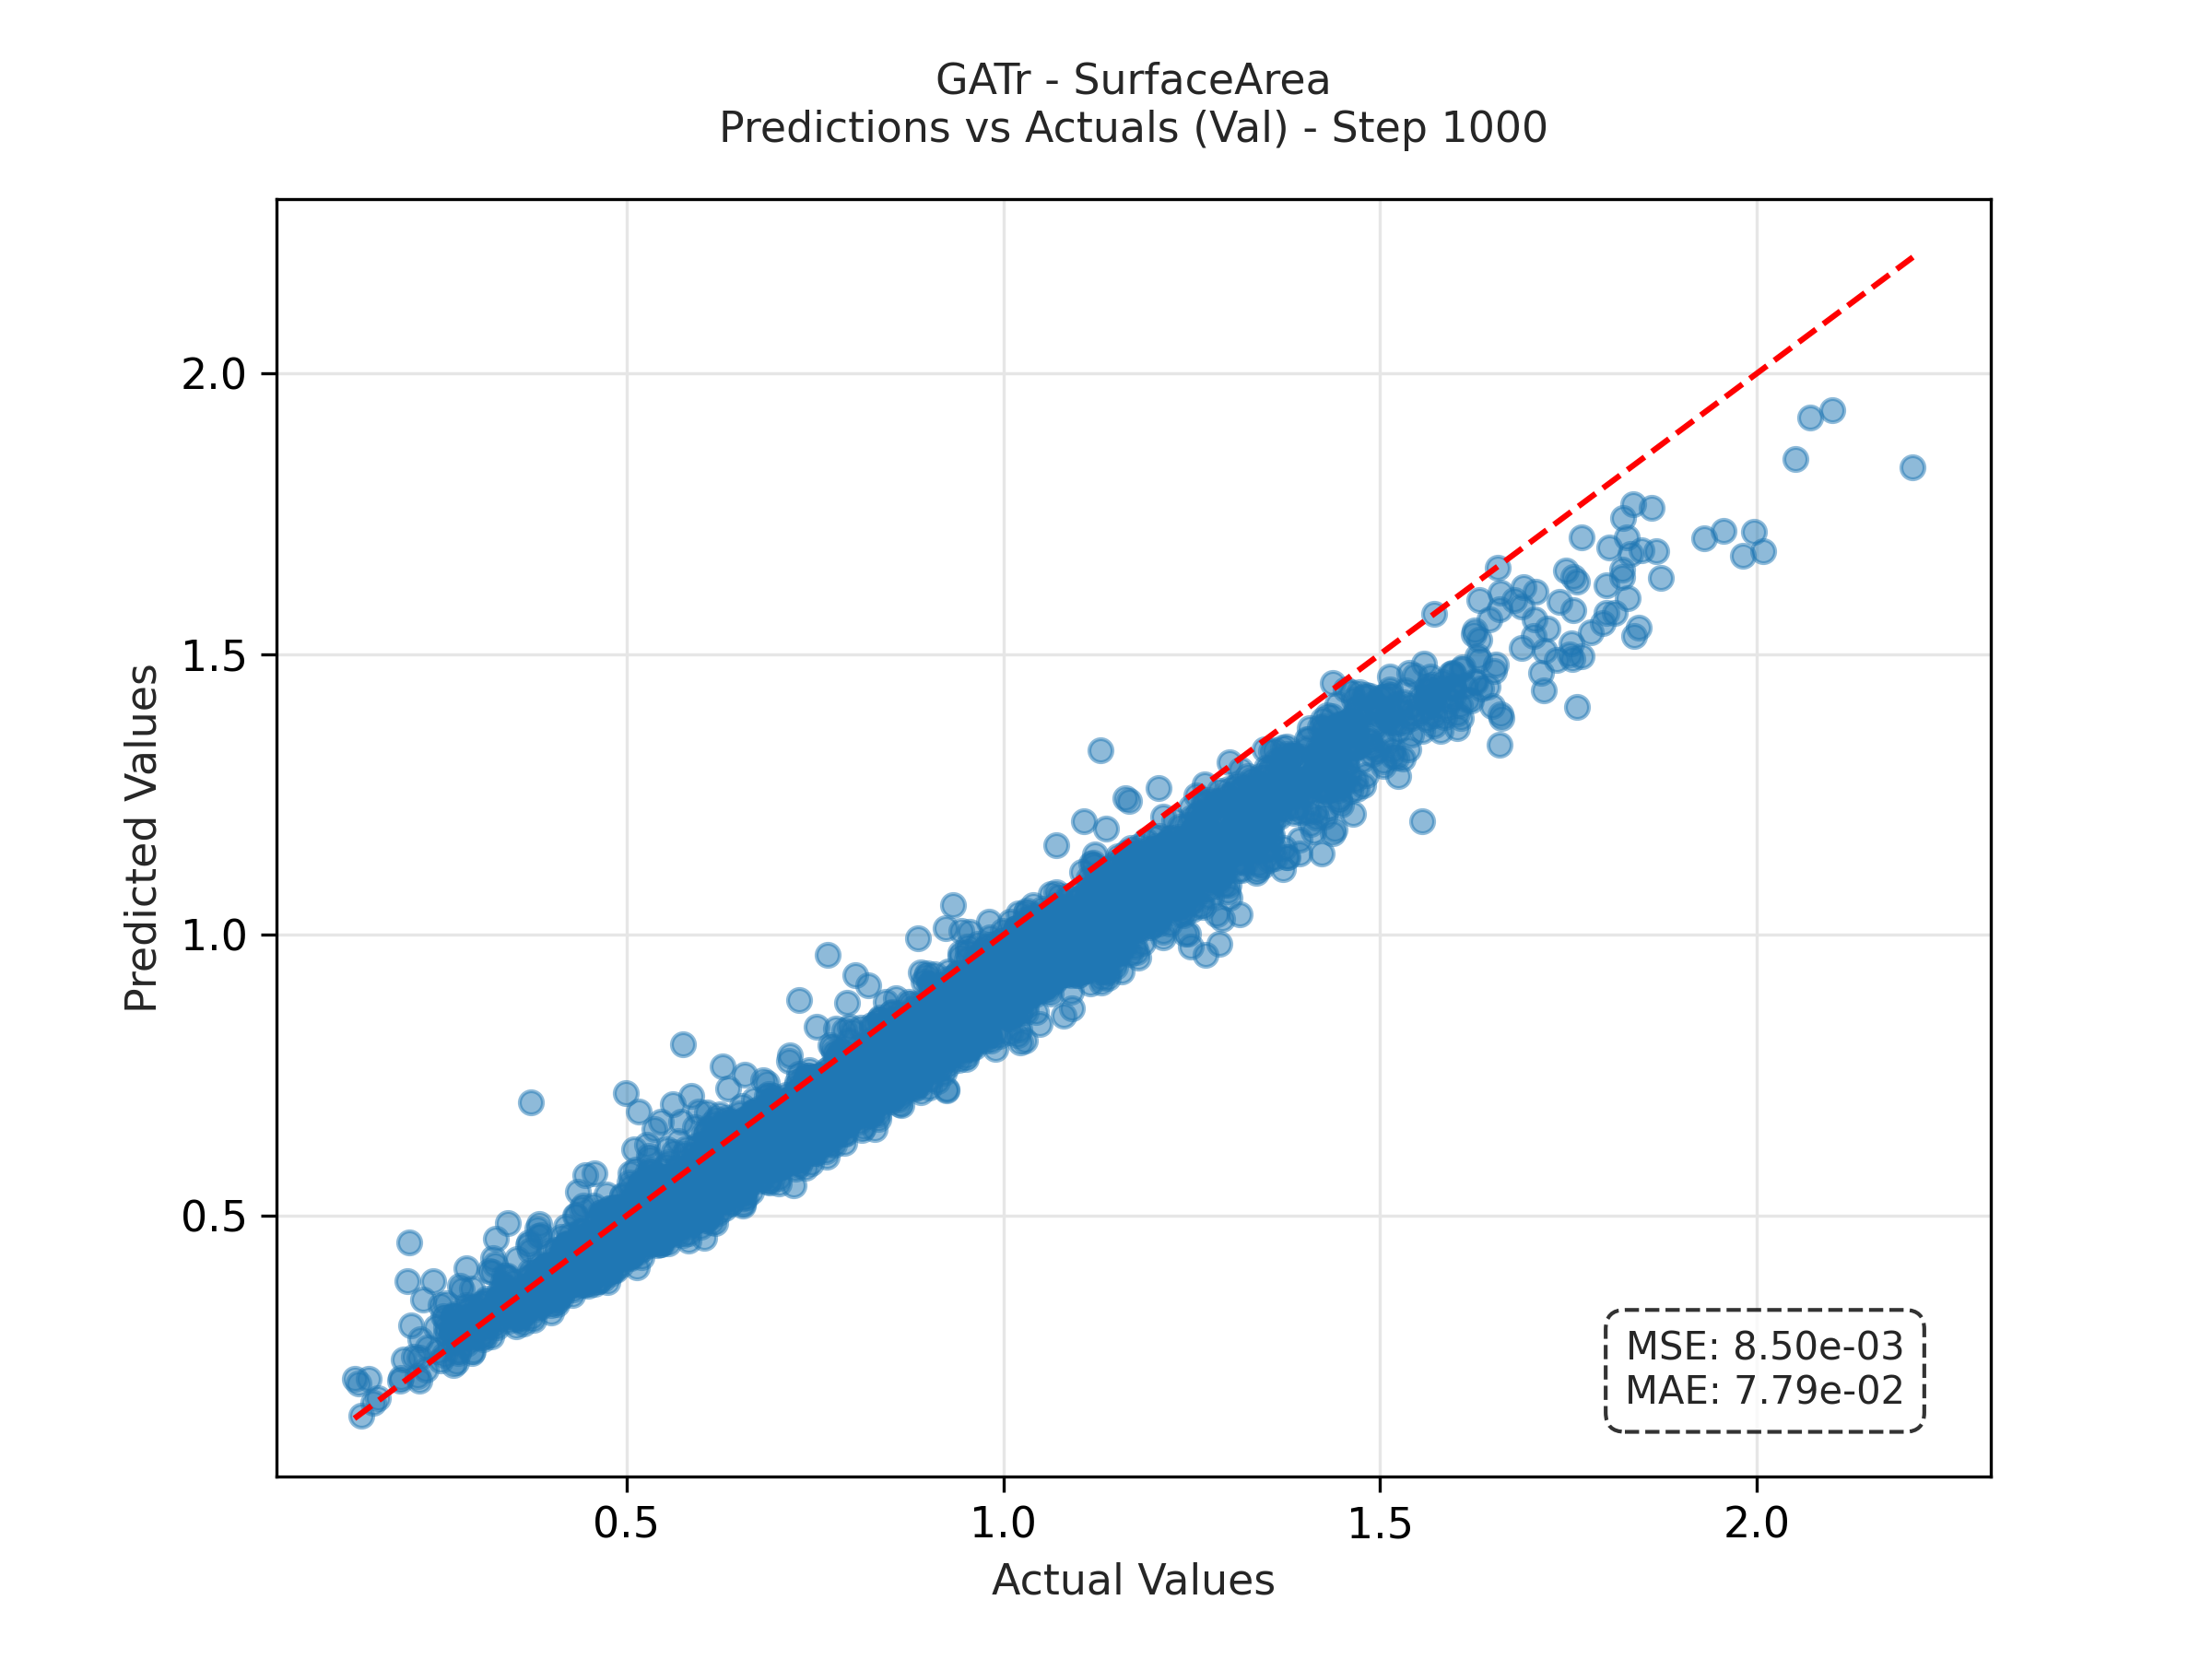 GATr - SurfaceArea
Predictions vs Actuals (Val) - Step 1000
Predicted Values
2.0
1.5
1.0
0.5
MSE: 8.50e-03
MAE: 7.79e-02
0.5
1.0
1.5
2.0
Actual Values